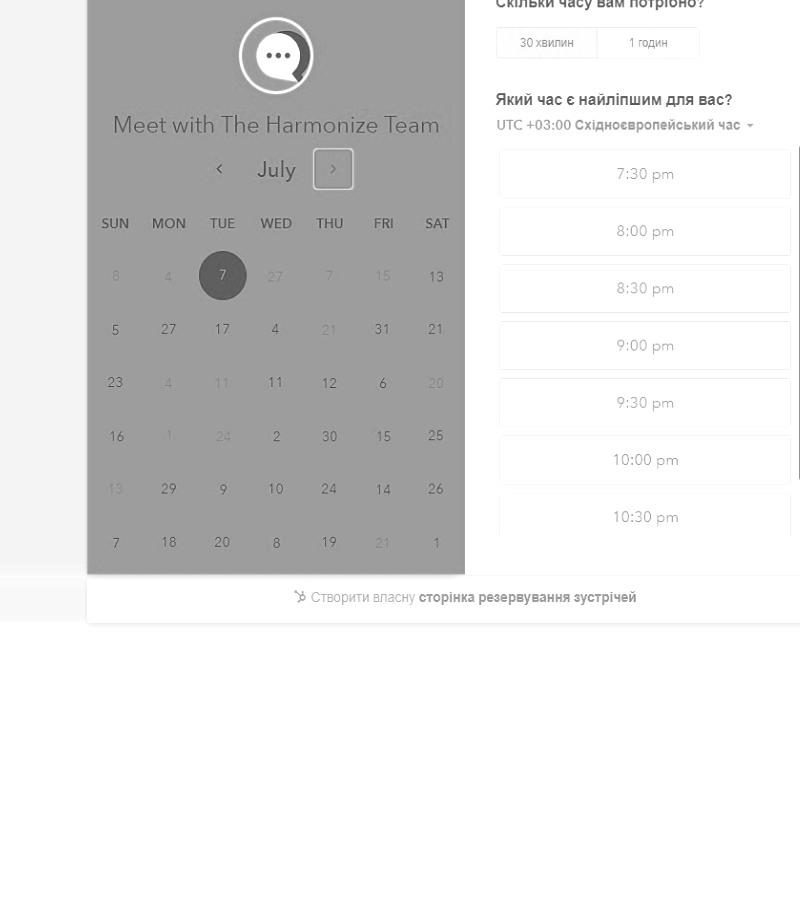 Скільки часу вам потрібно?
30 хвилин 1 годин
Який час є найліпшим для вас?
UTC +03:00 Східноєвропейський час
Meet with The Harmonize Team
July
SUN MON TUE WED THU FRI SAT
8 4 7 27 7 15 13
5 27 17 4 21 31 21
23 4 11 11 12 6 20
16 1 24 2 30 15 25
13 29 9 10 24 14 26
7 18 20 8 19 21 1
7:30 pm
8:00 pm
8:30 pm
9:00 pm
9:30 pm
10:00 pm
10:30 pm
Створити власну сторінка резервування зустрічей